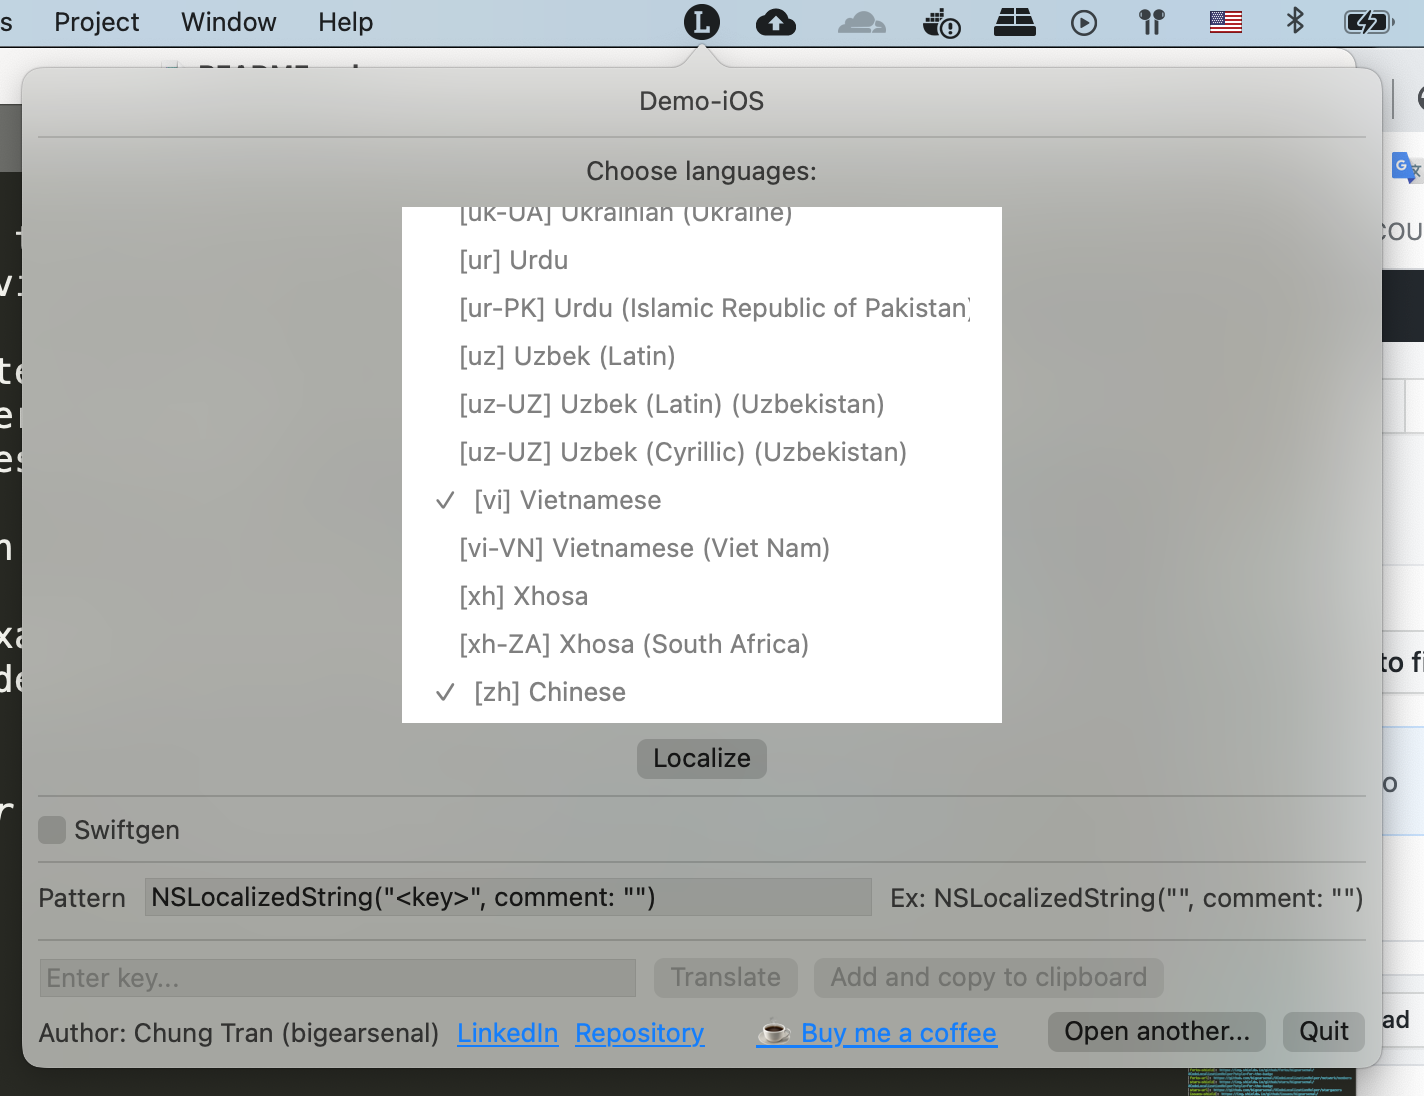 Project Window Help
L
Demo-iOS
Choose languages:
[uk-UA] Ukrainian (Ukraine)
[ur] Urdu
[ur-PK] Urdu (Islamic Republic of Pakistan)
[uz] Uzbek (Latin)
[uz-UZ] Uzbek (Latin) (Uzbekistan)
[uz-UZ] Uzbek (Cyrillic) (Uzbekistan)
✓ [vi] Vietnamese
[vi-VN] Vietnamese (Viet Nam)
[xh] Xhosa
[xh-ZA] Xhosa (South Africa)
✓ [zh] Chinese
Localize
Swiftgen
Pattern NSLocalizedString("<key>", comment: "") Ex: NSLocalizedString("", comment: "")
Enter key... Translate Add and copy to clipboard
Author: Chung Tran (bigearsenal) LinkedIn Repository ☕ Buy me a coffee Open another... Quit